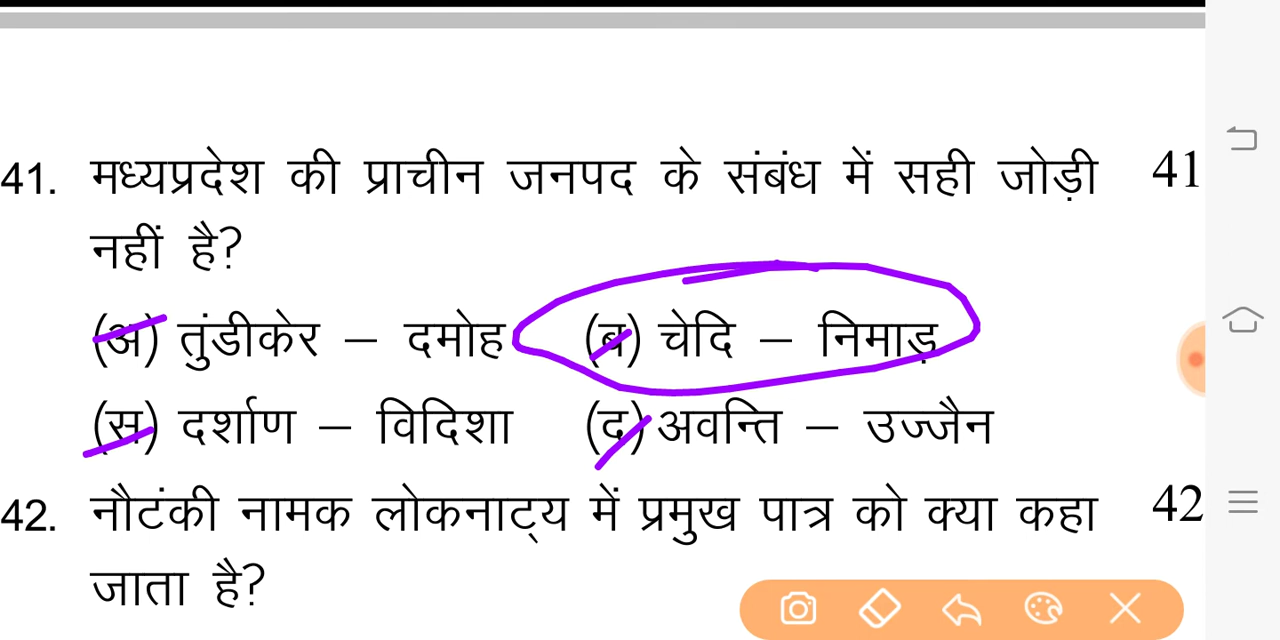 41. मध्यप्रदेश की प्राचीन जनपद के संबंध में सही जोड़ी 41
नहीं है?
(अ) तुंडीकेर – दमोह (ब) चेदि – निमाड़
(स) दर्शाण – विदिशा (द) अवन्ति – उज्जैन
42. नौटंकी नामक लोकनाट्य में प्रमुख पात्र को क्या कहा 42
जाता है?